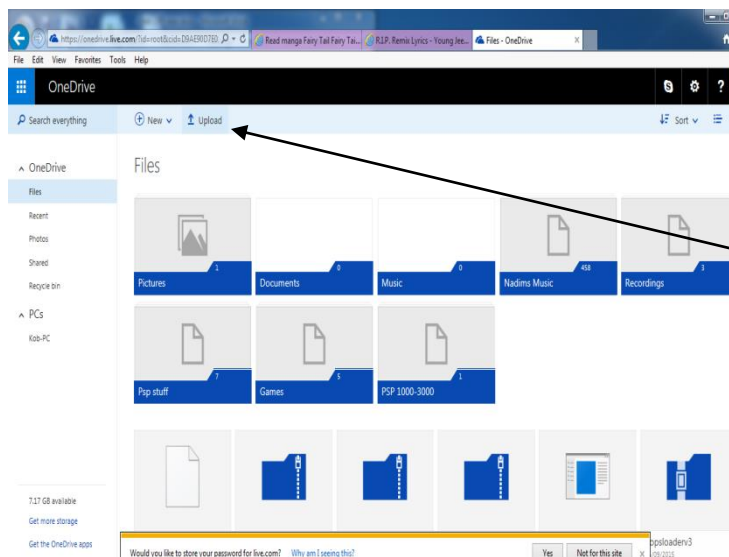 https://onedrive.live.com/?id=root&cid=D9AE90D7E0
Read manga Fairy Tail Fairy Tai...
R.I.P. Remix Lyrics - Young Jee...
Files - OneDrive
File Edit View Favorites Tools Help
OneDrive
?
Search everything
New
Upload
Sort
OneDrive
Files
Recent
Photos
Shared
Recycle bin
PCs
Kob-PC
Files
1
Pictures
0
Documents
0
Music
458
Nadims Music
3
Recordings
7
Psp stuff
5
Games
1
PSP 1000-3000
7.17 GB available
Get more storage
Get the OneDrive apps
Would you like to store your password for live.com? Why am I seeing this? Yes Not for this site x